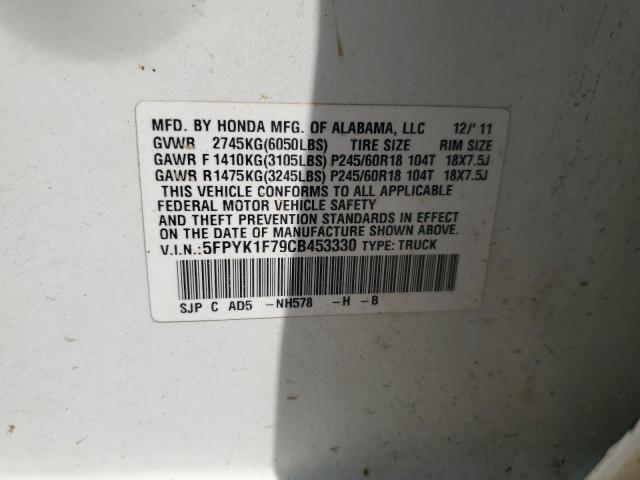 MFD. BY HONDA MFG. OF ALABAMA, LLC 12/'11
GVWR 2745KG(6050LBS) TIRE SIZE RIM SIZE
GAWR F 1410KG(3105LBS) P245/60R18 104T 18X7.5J
GAWR R1475KG(3245LBS) P245/60R18 104T 18X7.5J
THIS VEHICLE CONFORMS TO ALL APPLICABLE
FEDERAL MOTOR VEHICLE SAFETY
AND THEFT PREVENTION STANDARDS IN EFFECT
ON THE DATE OF MANUFACTURE SHOWN ABOVE.
V.I.N.:5FPYK1F79CB453330 TYPE: TRUCK
SJP C AD5 -NH578 -H -B